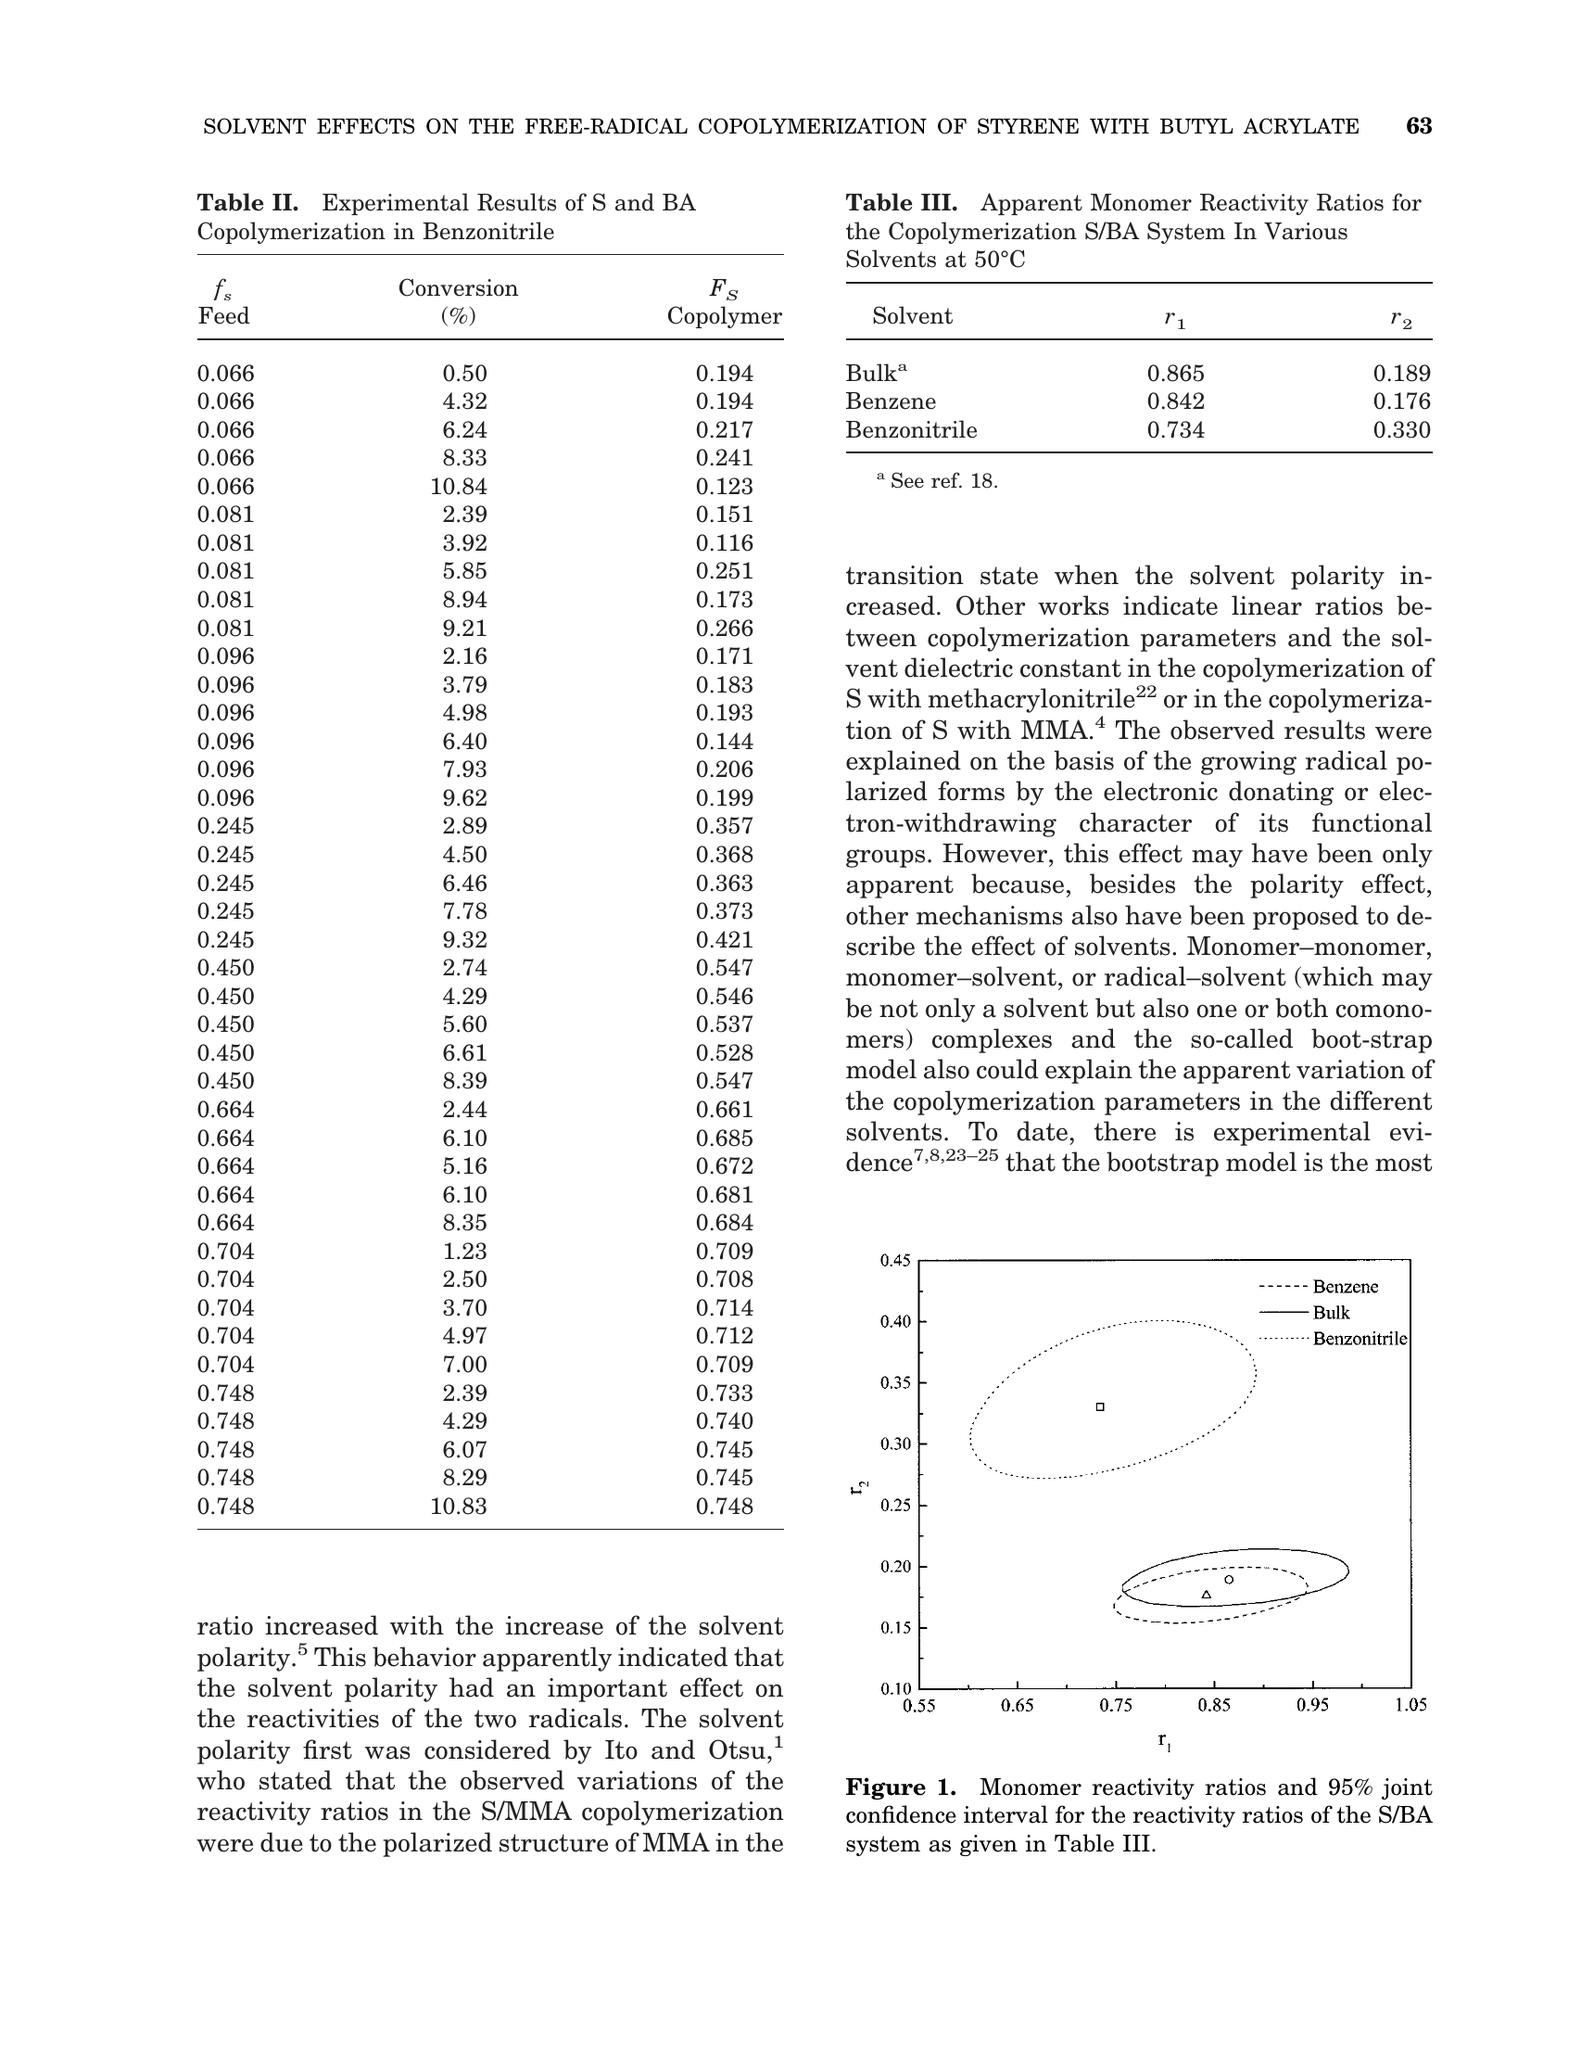 SOLVENT EFFECTS ON THE FREE-RADICAL COPOLYMERIZATION OF STYRENE WITH BUTYL ACRYLATE 63
Table II. Experimental Results of S and BA
Copolymerization in Benzonitrile
fs Conversion FS
Feed (%) Copolymer
0.066 0.50 0.194
0.066 4.32 0.194
0.066 6.24 0.217
0.066 8.33 0.241
0.066 10.84 0.123
0.081 2.39 0.151
0.081 3.92 0.116
0.081 5.85 0.251
0.081 8.94 0.173
0.081 9.21 0.266
0.096 2.16 0.171
0.096 3.79 0.183
0.096 4.98 0.193
0.096 6.40 0.144
0.096 7.93 0.206
0.096 9.62 0.199
0.245 2.89 0.357
0.245 4.50 0.368
0.245 6.46 0.363
0.245 7.78 0.373
0.245 9.32 0.421
0.450 2.74 0.547
0.450 4.29 0.546
0.450 5.60 0.537
0.450 6.61 0.528
0.450 8.39 0.547
0.664 2.44 0.661
0.664 6.10 0.685
0.664 5.16 0.672
0.664 6.10 0.681
0.664 8.35 0.684
0.704 1.23 0.709
0.704 2.50 0.708
0.704 3.70 0.714
0.704 4.97 0.712
0.704 7.00 0.709
0.748 2.39 0.733
0.748 4.29 0.740
0.748 6.07 0.745
0.748 8.29 0.745
0.748 10.83 0.748
ratio increased with the increase of the solvent
polarity.5 This behavior apparently indicated that
the solvent polarity had an important effect on
the reactivities of the two radicals. The solvent
polarity first was considered by Ito and Otsu,1
who stated that the observed variations of the
reactivity ratios in the S/MMA copolymerization
were due to the polarized structure of MMA in the
Table III. Apparent Monomer Reactivity Ratios for
the Copolymerization S/BA System In Various
Solvents at 50°C
Solvent r1 r2
Bulka 0.865 0.189
Benzene 0.842 0.176
Benzonitrile 0.734 0.330
a See ref. 18.
transition state when the solvent polarity in-
creased. Other works indicate linear ratios be-
tween copolymerization parameters and the sol-
vent dielectric constant in the copolymerization of
S with methacrylonitrile22 or in the copolymeriza-
tion of S with MMA.4 The observed results were
explained on the basis of the growing radical po-
larized forms by the electronic donating or elec-
tron-withdrawing character of its functional
groups. However, this effect may have been only
apparent because, besides the polarity effect,
other mechanisms also have been proposed to de-
scribe the effect of solvents. Monomer–monomer,
monomer–solvent, or radical–solvent (which may
be not only a solvent but also one or both comono-
mers) complexes and the so-called boot-strap
model also could explain the apparent variation of
the copolymerization parameters in the different
solvents. To date, there is experimental evi-
dence7,8,23–25 that the bootstrap model is the most
0.45
Benzene
Bulk
0.40
Benzonitrile
0.35
0.30
r2
0.25
0.20
0.15
0.10
0.55 0.65 0.75 0.85 0.95 1.05
r1
Figure 1. Monomer reactivity ratios and 95% joint
confidence interval for the reactivity ratios of the S/BA
system as given in Table III.